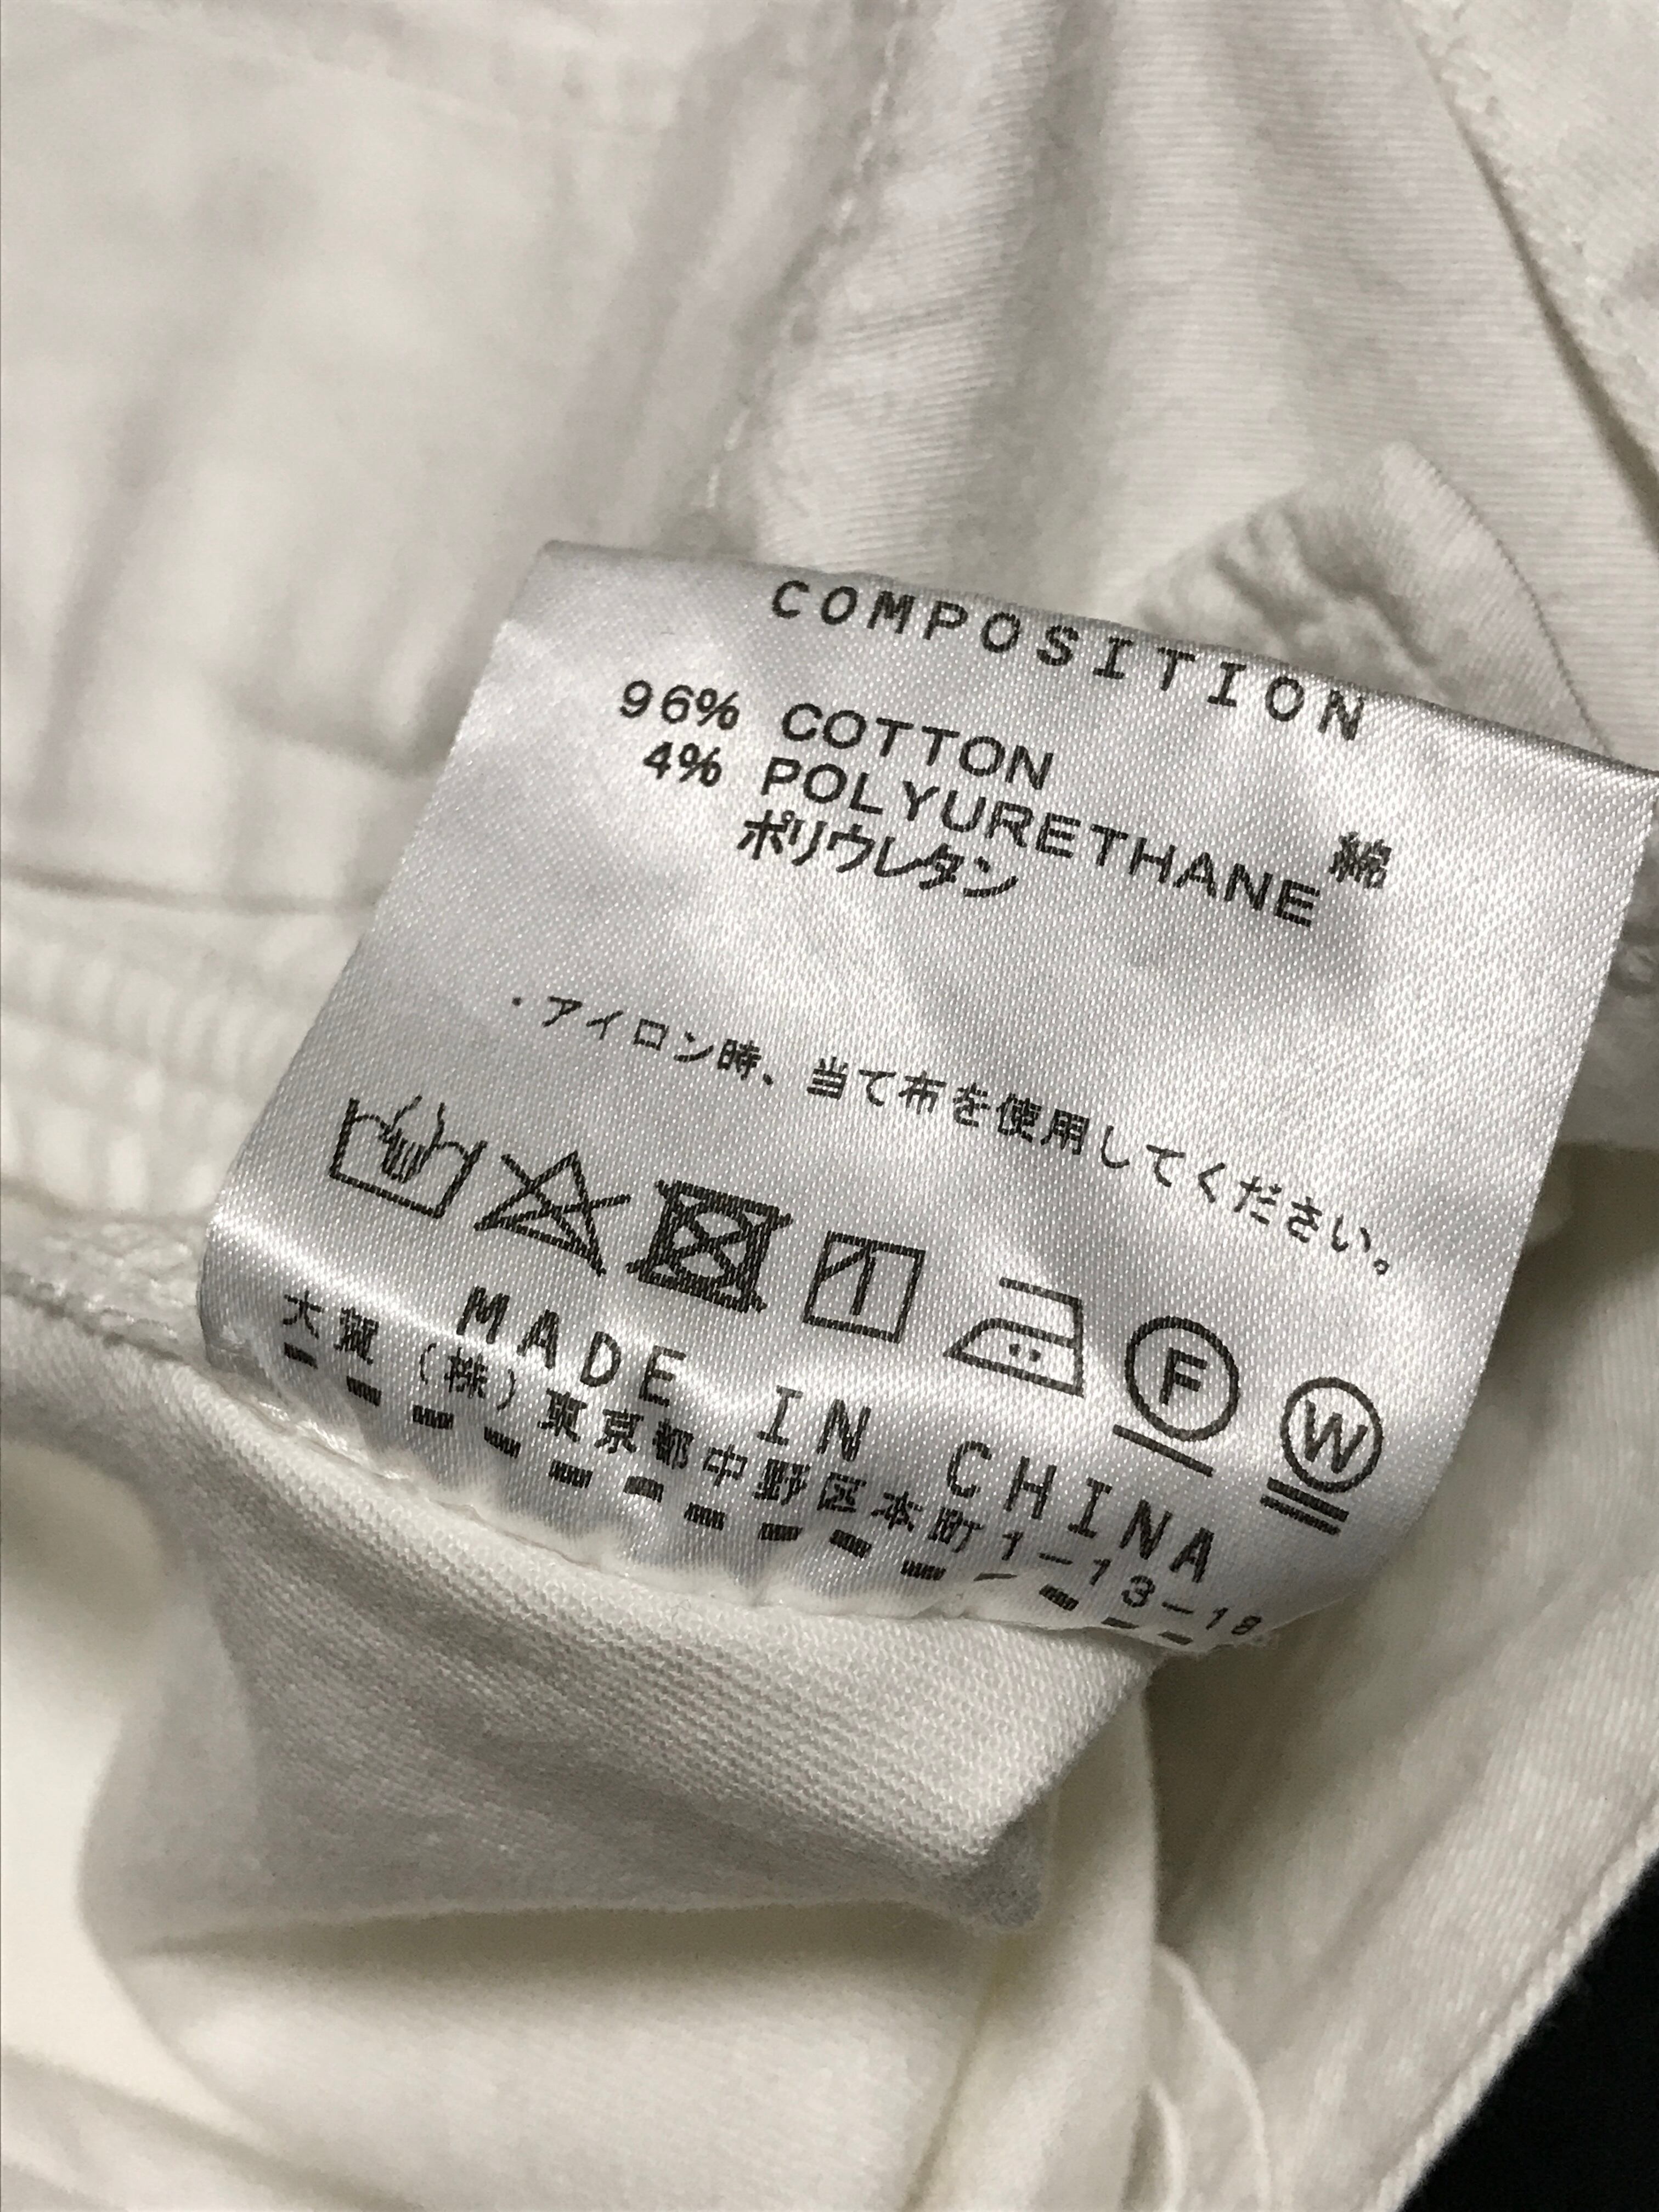 COMPOSITION
96% COTTON 綿
4% POLYURETHANE
ポリウレタン
・アイロン時、当て布を使用してください。
F W
MADE IN CHINA
大賀（株）東京都中野区本町1-13-18